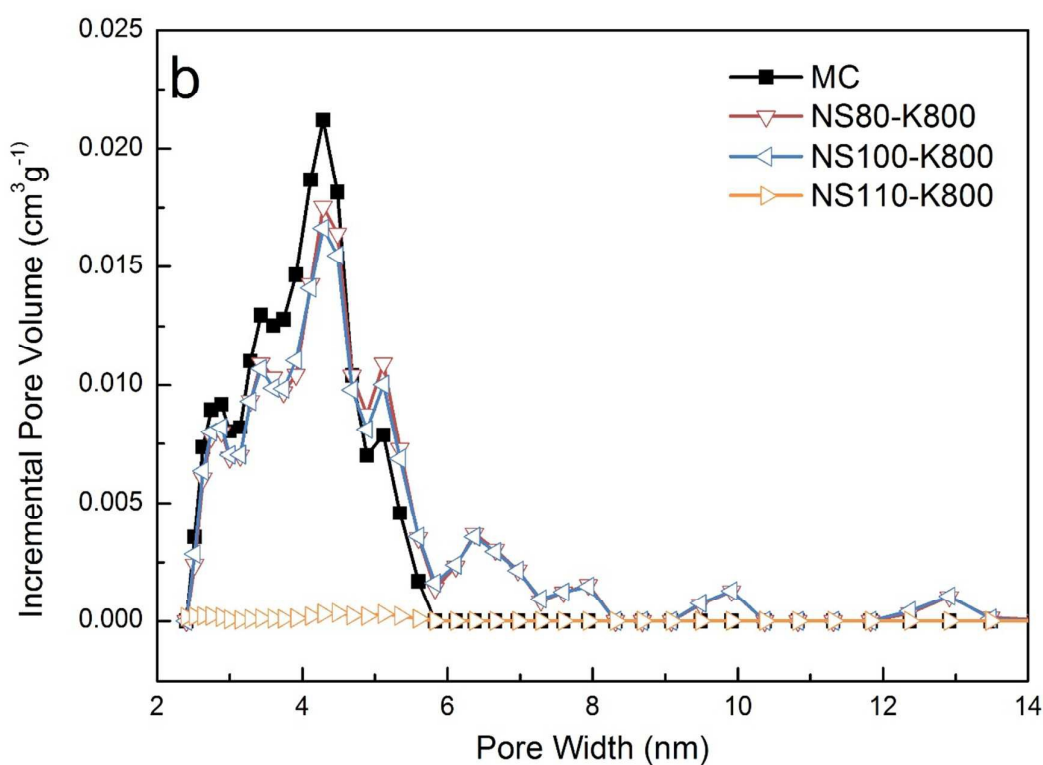 b
MC
NS80-K800
NS100-K800
NS110-K800
Incremental Pore Volume (cm³g⁻¹)
0.025
0.020
0.015
0.010
0.005
0.000
2 4 6 8 10 12 14
Pore Width (nm)